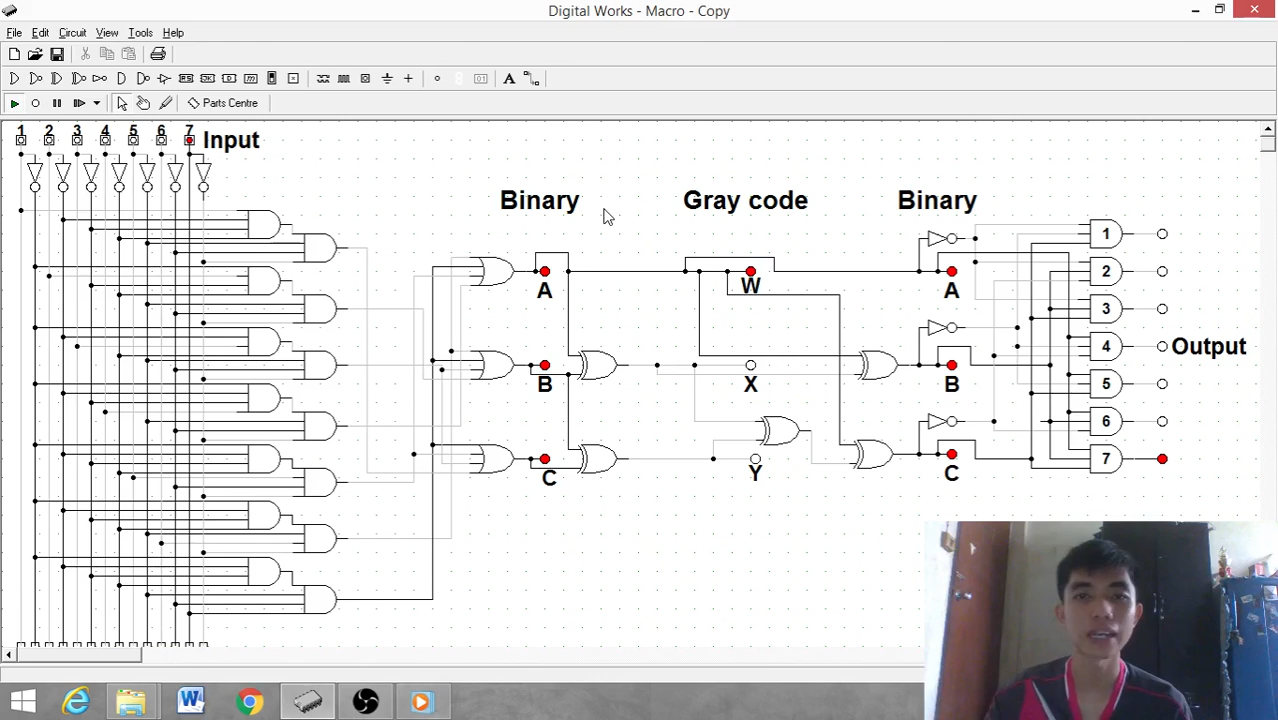 Digital Works - Macro - Copy
File Edit Circuit View Tools Help
Parts Centre
1 2 3 4 5 6 7 Input
Binary Gray code Binary
1
A W A 2
3
4 Output
B X B 5
6
7
C Y C